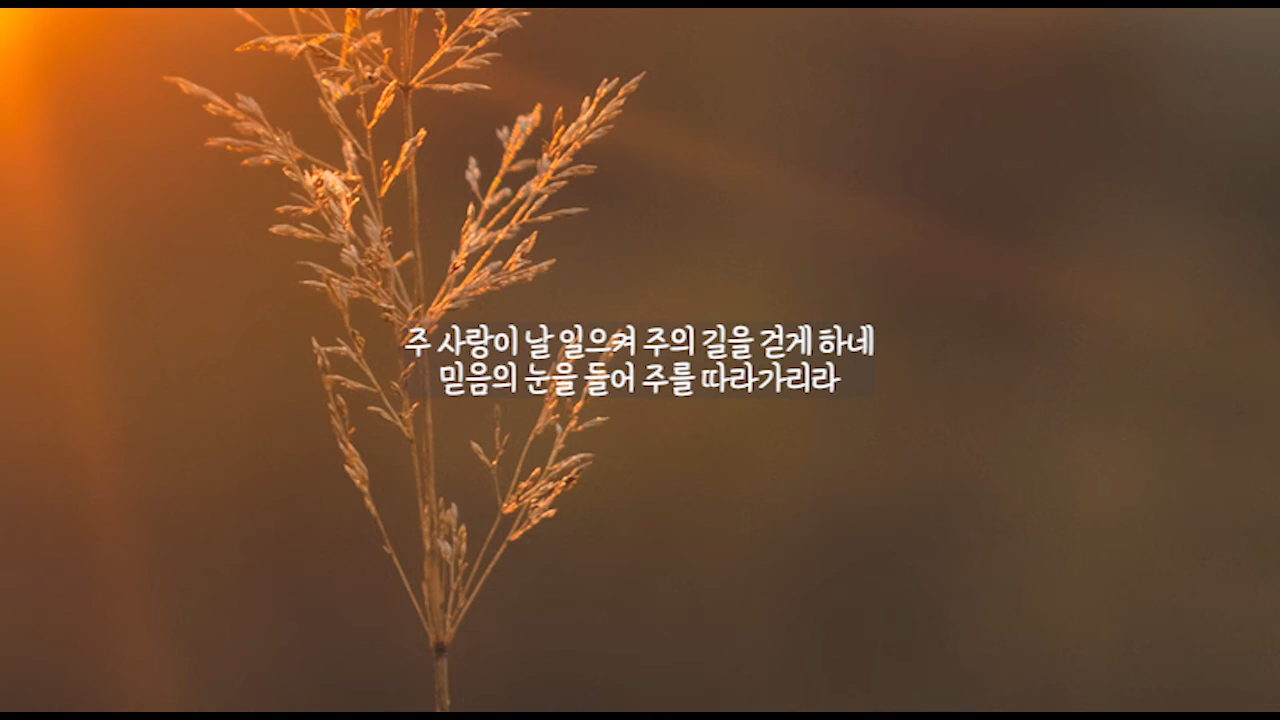 주 사랑이 날 일으켜 주의 길을 걷게 하네
믿음의 눈을 들어 주를 따라가리라